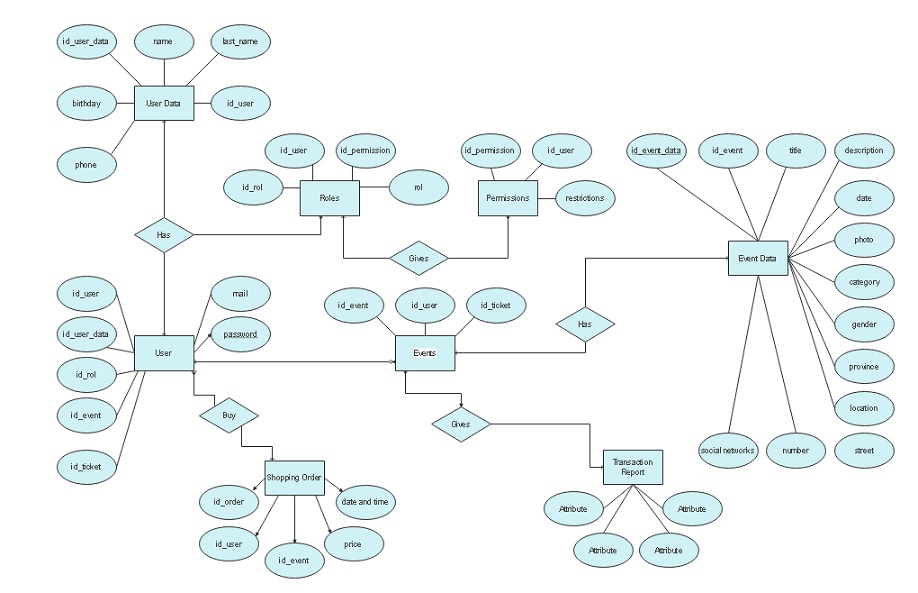 id_user_data
name
last_name
birthday
User Data
id_user
phone
id_user
id_permission
id_rol
Roles
rol
id_permission
id_user
Permissions
restrictions
id_event_data
id_event
title
description
date
photo
Event Data
category
gender
province
location
social networks
number
street
Has
Gives
Has
id_user
mail
id_user_data
password
User
id_rol
id_event
id_ticket
id_event
id_user
id_ticket
Events
Buy
Gives
Shopping Order
id_order
date and time
id_user
price
id_event
Transaction
Report
Attribute
Attribute
Attribute
Attribute